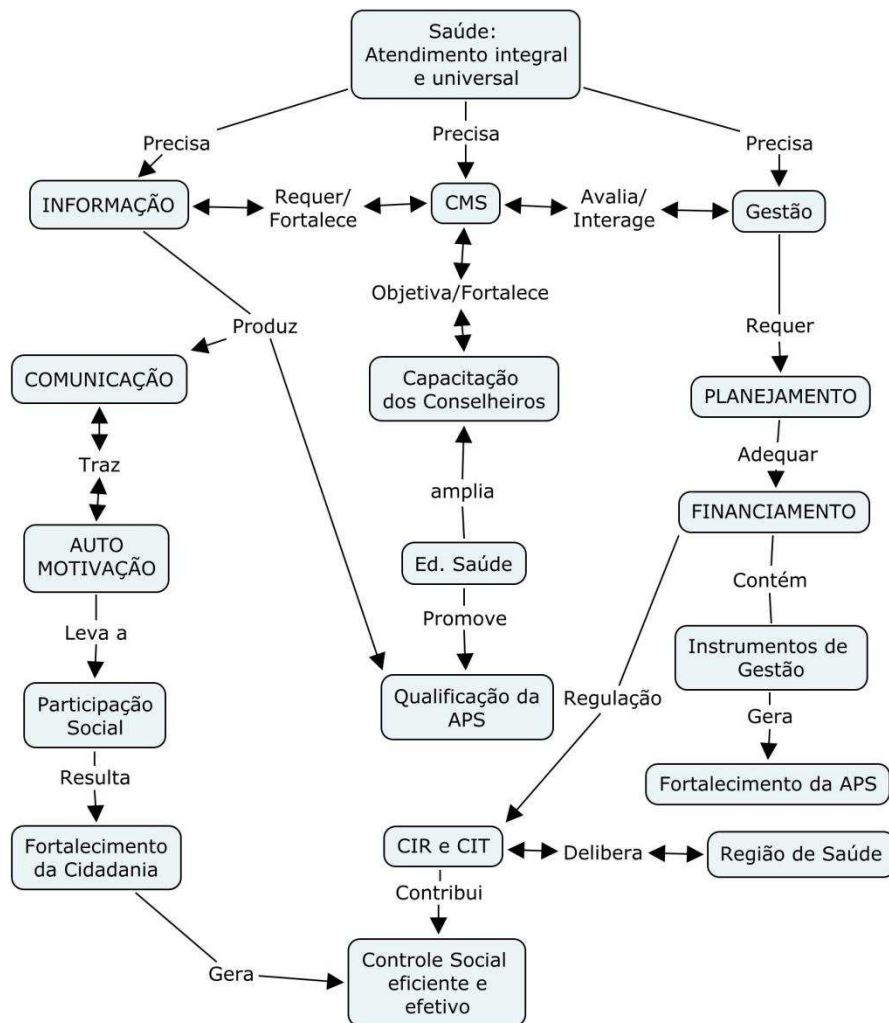 Saúde:
Atendimento integral
e universal
Precisa
Precisa
Precisa
INFORMAÇÃO
Requer/
Fortalece
CMS
Avalia/
Interage
Gestão
Objetiva/Fortalece
Produz
Requer
COMUNICAÇÃO
Capacitação
dos Conselheiros
PLANEJAMENTO
Traz
Adequar
amplia
FINANCIAMENTO
AUTO
MOTIVAÇÃO
Ed. Saúde
Contém
Leva a
Promove
Instrumentos de
Gestão
Participação
Social
Qualificação da
APS
Regulação
Gera
Resulta
Fortalecimento da APS
Fortalecimento
da Cidadania
CIR e CIT
Delibera
Região de Saúde
Contribui
Gera
Controle Social
eficiente e
efetivo